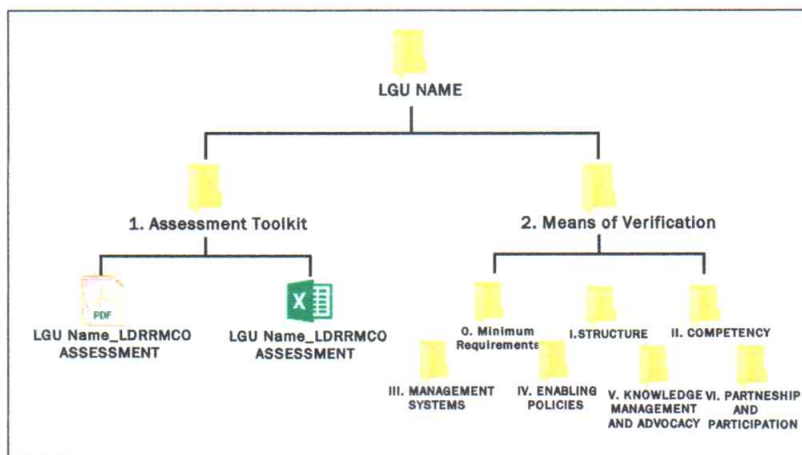 LGU NAME
1. Assessment Toolkit
2. Means of Verification
PDF
X
LGU Name_LDRRMCO
ASSESSMENT
LGU Name_LDRRMCO
ASSESSMENT
0. Minimum
Requirements
I.STRUCTURE
II. COMPETENCY
III. MANAGEMENT
SYSTEMS
IV. ENABLING
POLICIES
V. KNOWLEDGE
MANAGEMENT
AND ADVOCACY
VI. PARTNESHIP
AND
PARTICIPATION